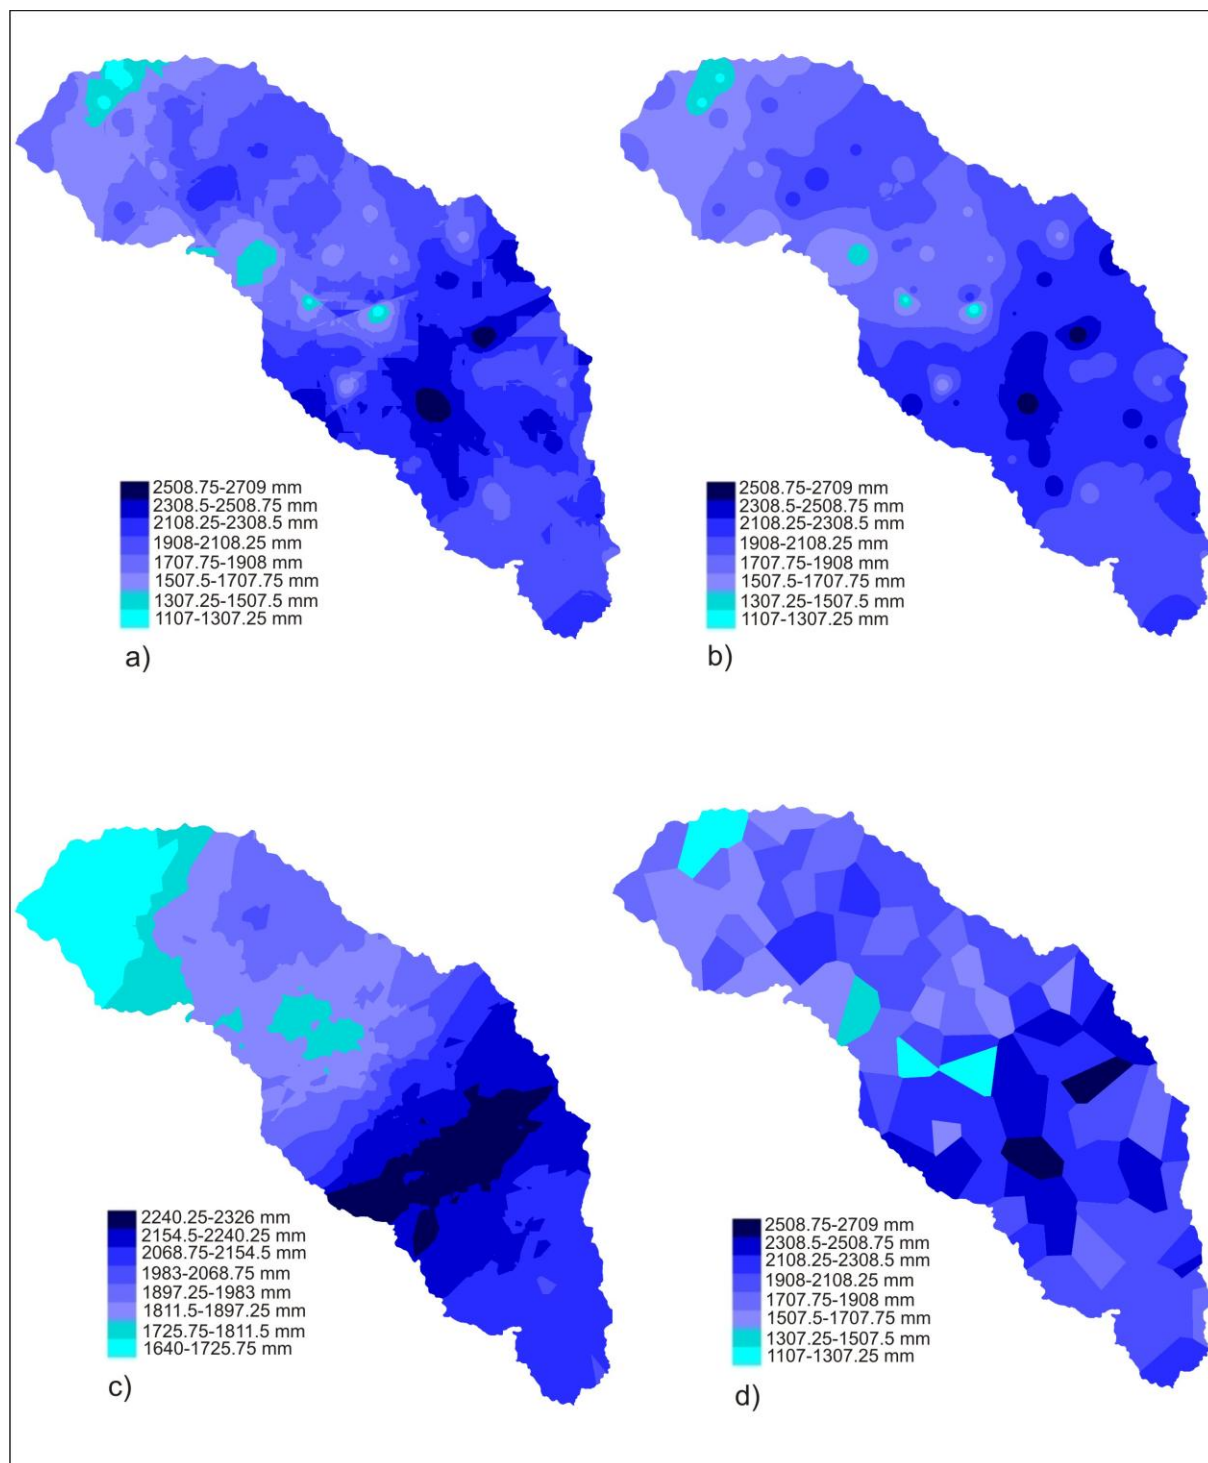 2508.75-2709 mm
2308.5-2508.75 mm
2108.25-2308.5 mm
1908-2108.25 mm
1707.75-1908 mm
1507.5-1707.75 mm
1307.25-1507.5 mm
1107-1307.25 mm
a)
2508.75-2709 mm
2308.5-2508.75 mm
2108.25-2308.5 mm
1908-2108.25 mm
1707.75-1908 mm
1507.5-1707.75 mm
1307.25-1507.5 mm
1107-1307.25 mm
b)
2240.25-2326 mm
2154.5-2240.25 mm
2068.75-2154.5 mm
1983-2068.75 mm
1897.25-1983 mm
1811.5-1897.25 mm
1725.75-1811.5 mm
1640-1725.75 mm
c)
2508.75-2709 mm
2308.5-2508.75 mm
2108.25-2308.5 mm
1908-2108.25 mm
1707.75-1908 mm
1507.5-1707.75 mm
1307.25-1507.5 mm
1107-1307.25 mm
d)